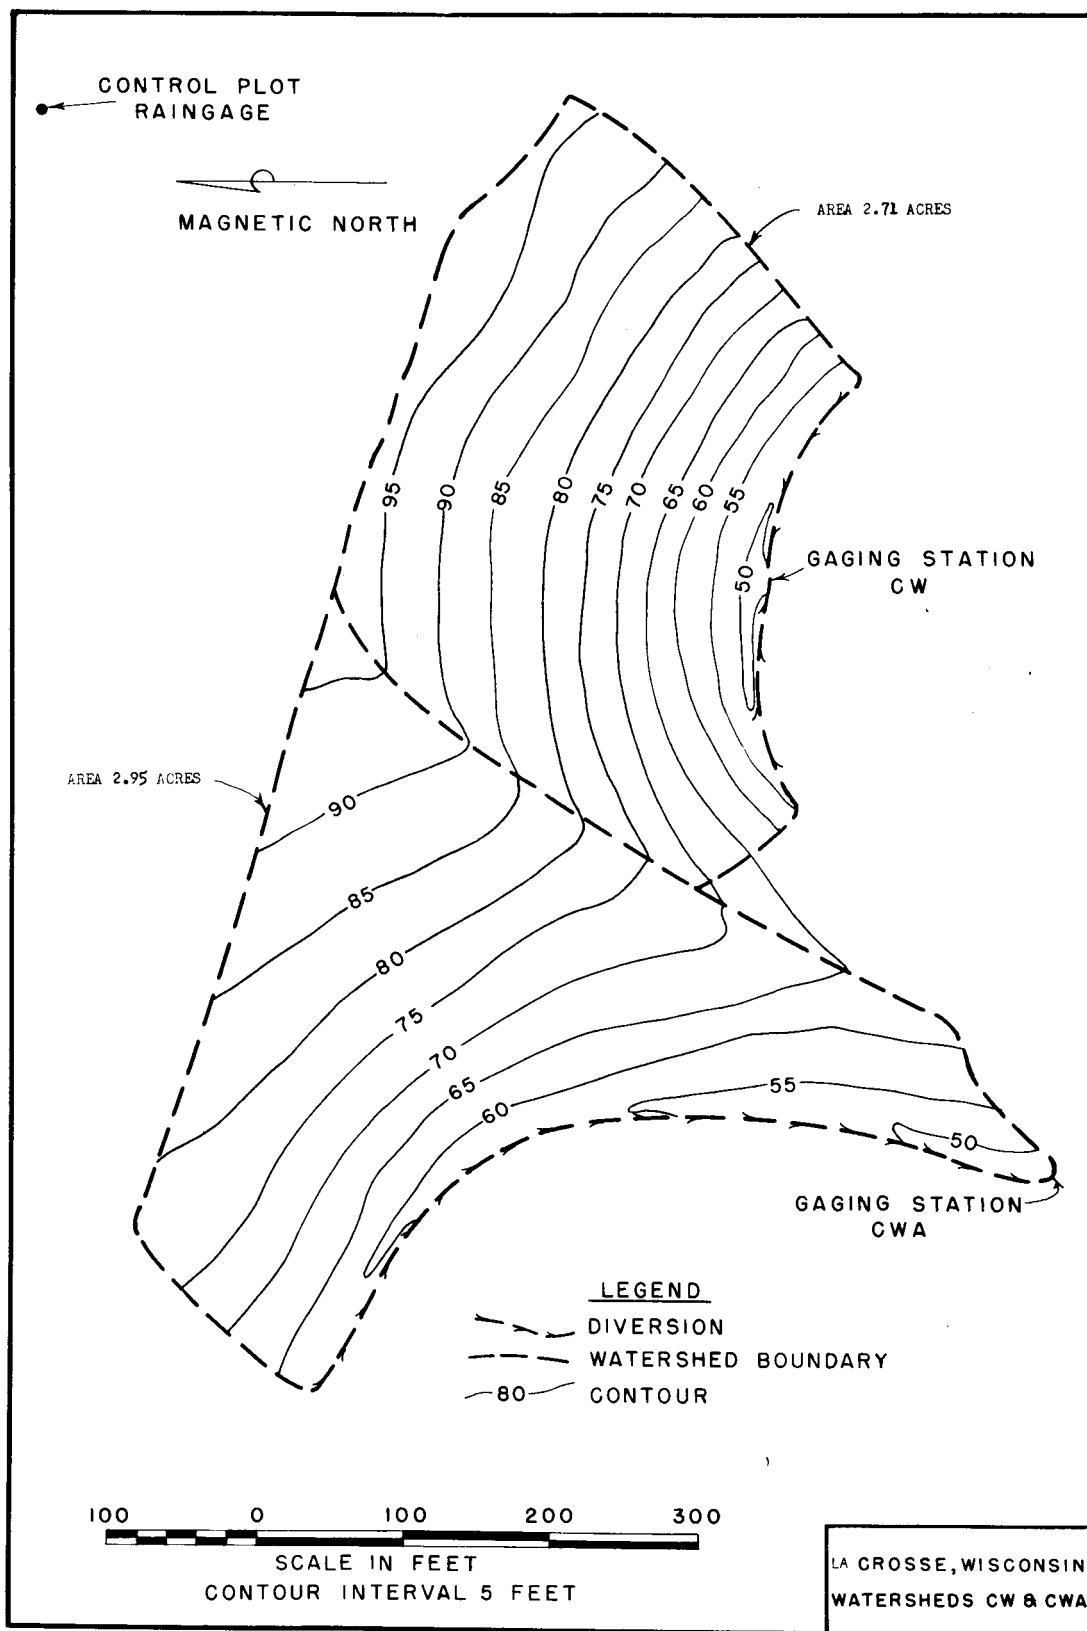 CONTROL PLOT
RAINGAGE
MAGNETIC NORTH
AREA 2.71 ACRES
95
90
85
80
75
70
65
60
55
50
GAGING STATION
CW
AREA 2.95 ACRES
90
85
80
75
70
65
60
55
50
GAGING STATION
CWA
LEGEND
DIVERSION
WATERSHED BOUNDARY
80 CONTOUR
100 0 100 200 300
SCALE IN FEET
CONTOUR INTERVAL 5 FEET
LA CROSSE, WISCONSIN
WATERSHEDS CW & CWA